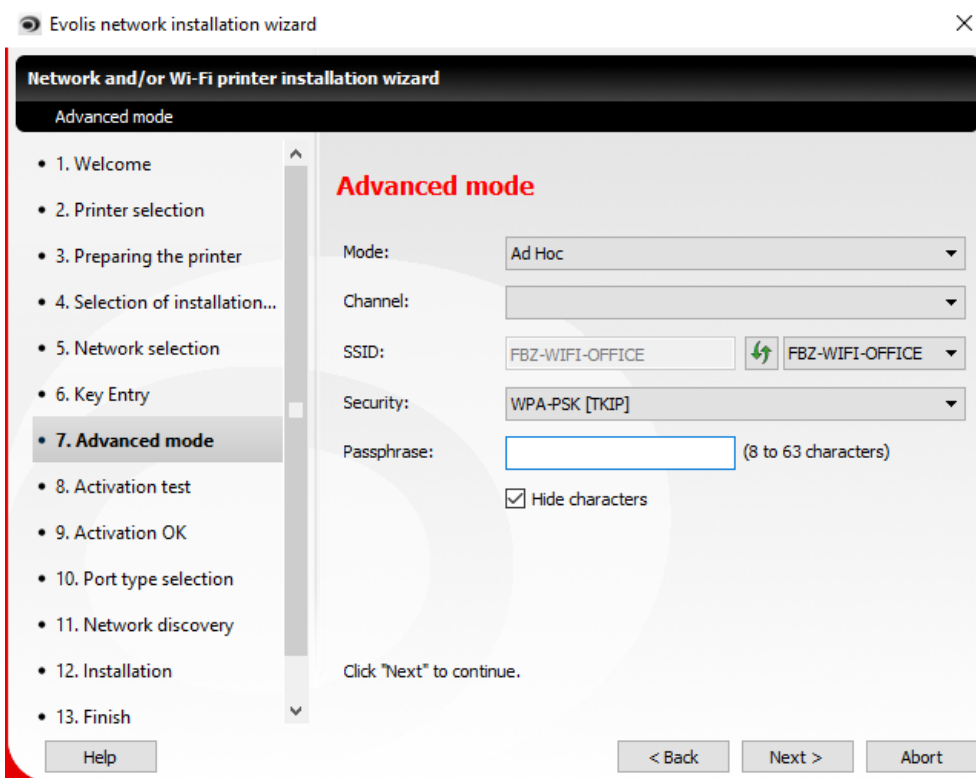 Evolis network installation wizard
Network and/or Wi-Fi printer installation wizard
Advanced mode
• 1. Welcome
• 2. Printer selection
• 3. Preparing the printer
• 4. Selection of installation...
• 5. Network selection
• 6. Key Entry
• 7. Advanced mode
• 8. Activation test
• 9. Activation OK
• 10. Port type selection
• 11. Network discovery
• 12. Installation
• 13. Finish
Advanced mode
Mode: Ad Hoc
Channel:
SSID: FBZ-WIFI-OFFICE FBZ-WIFI-OFFICE
Security: WPA-PSK [TKIP]
Passphrase: (8 to 63 characters)
Hide characters
Click "Next" to continue.
Help < Back Next > Abort